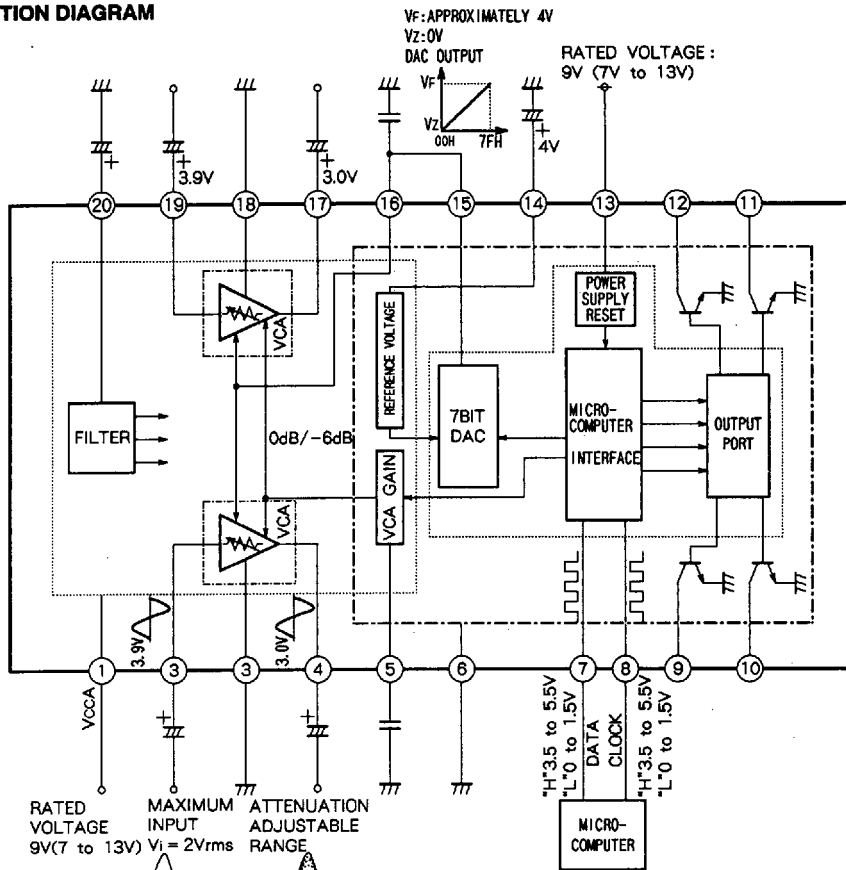 TION DIAGRAM
VF:APPROXIMATELY 4V
VZ:0V
DAC OUTPUT
VF
VZ
00H
7FH
RATED VOLTAGE:
9V (7V to 13V)
+
+
3.9V
+
3.0V
+
4V
20
19
18
17
16
15
14
13
12
11
POWER
SUPPLY
RESET
VCA
REFERENCE VOLTAGE
7BIT
DAC
MICRO-
COMPUTER
INTERFACE
OUTPUT
PORT
FILTER
0dB/-6dB
VCA GAIN
VCA
3.9V
3.0V
1
3
3
4
5
6
7
8
9
10
VCCA
+
+
"H"3.5 to 5.5V
"L"0 to 1.5V
DATA
CLOCK
"H"3.5 to 5.5V
"L"0 to 1.5V
RATED
VOLTAGE
9V(7 to 13V)
MAXIMUM
INPUT
Vi = 2Vrms
ATTENUATION
ADJUSTABLE
RANGE
MICRO-
COMPUTER